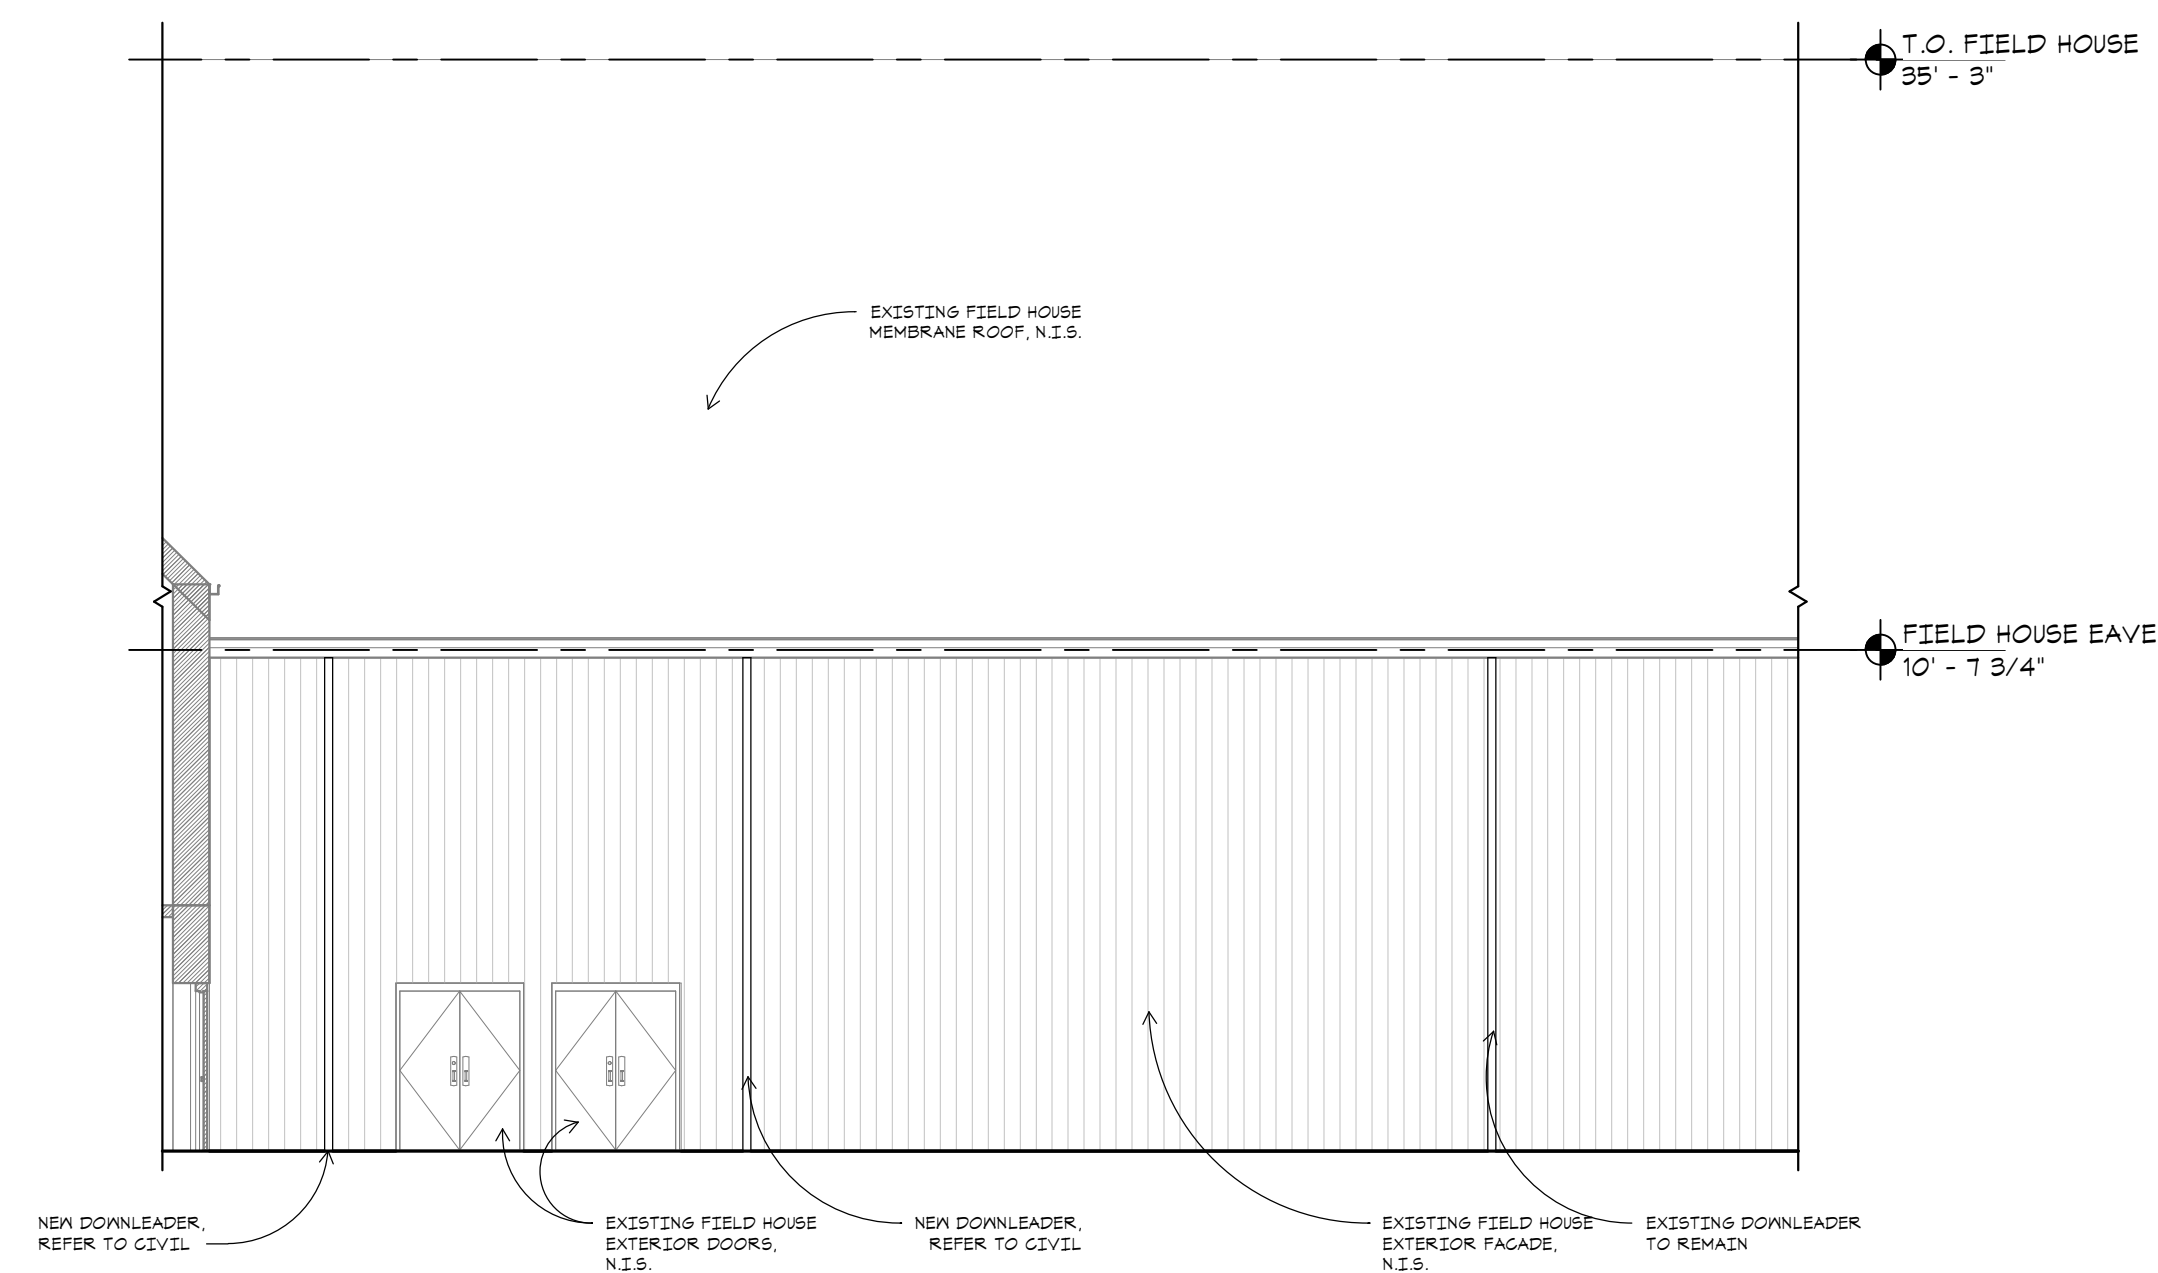 T.O. FIELD HOUSE
35' - 3"
EXISTING FIELD HOUSE
MEMBRANE ROOF, N.I.S.
FIELD HOUSE EAVE
10' - 7 3/4"
NEW DOWNLEADER,
REFER TO CIVIL
EXISTING FIELD HOUSE
EXTERIOR DOORS,
N.I.S.
NEW DOWNLEADER,
REFER TO CIVIL
EXISTING FIELD HOUSE
EXTERIOR FACADE,
N.I.S.
EXISTING DOWNLEADER
TO REMAIN